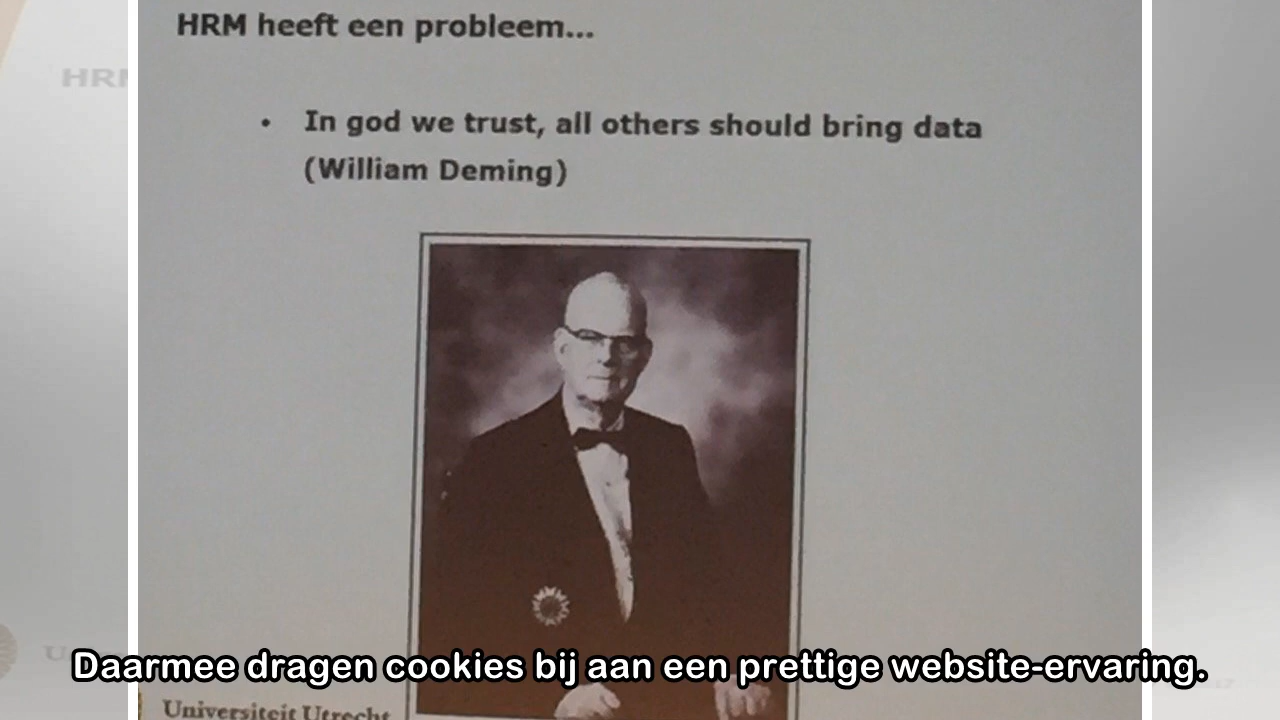 HRM heeft een probleem...
• In god we trust, all others should bring data
(William Deming)
Daarmee dragen cookies bij aan een prettige website-ervaring.
Universiteit Utrecht